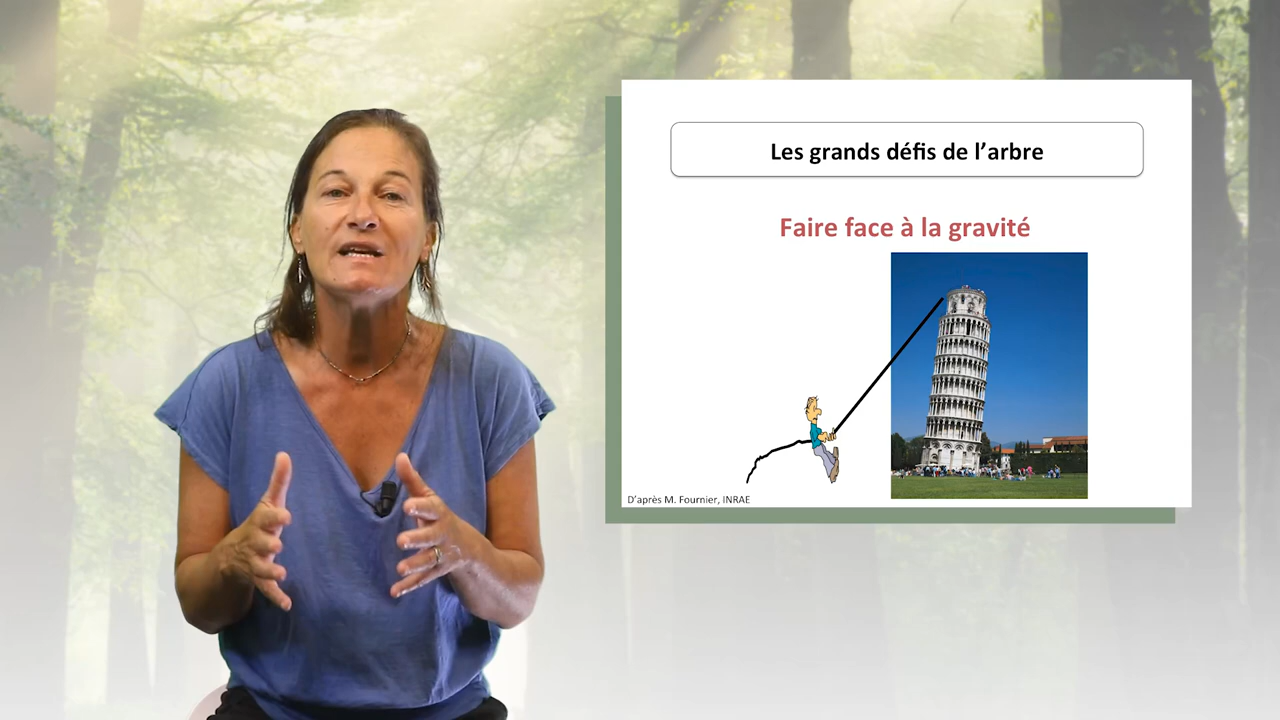 Les grands défis de l'arbre
Faire face à la gravité
D'après M. Fournier, INRAE